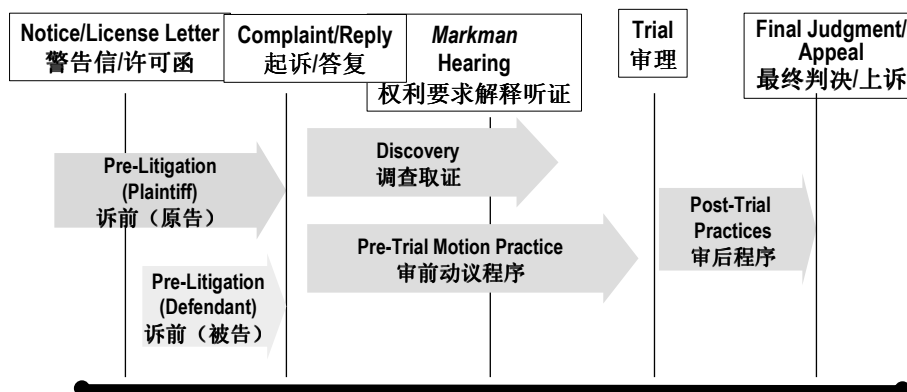 Notice/License Letter
警告信/许可函
Complaint/Reply
起诉/答复
Markman
Hearing
权利要求解释听证
Trial
审理
Final Judgment/
Appeal
最终判决/上诉
Pre-Litigation
(Plaintiff)
诉前（原告）
Discovery
调查取证
Pre-Trial Motion Practice
审前动议程序
Post-Trial
Practices
审后程序
Pre-Litigation
(Defendant)
诉前（被告）